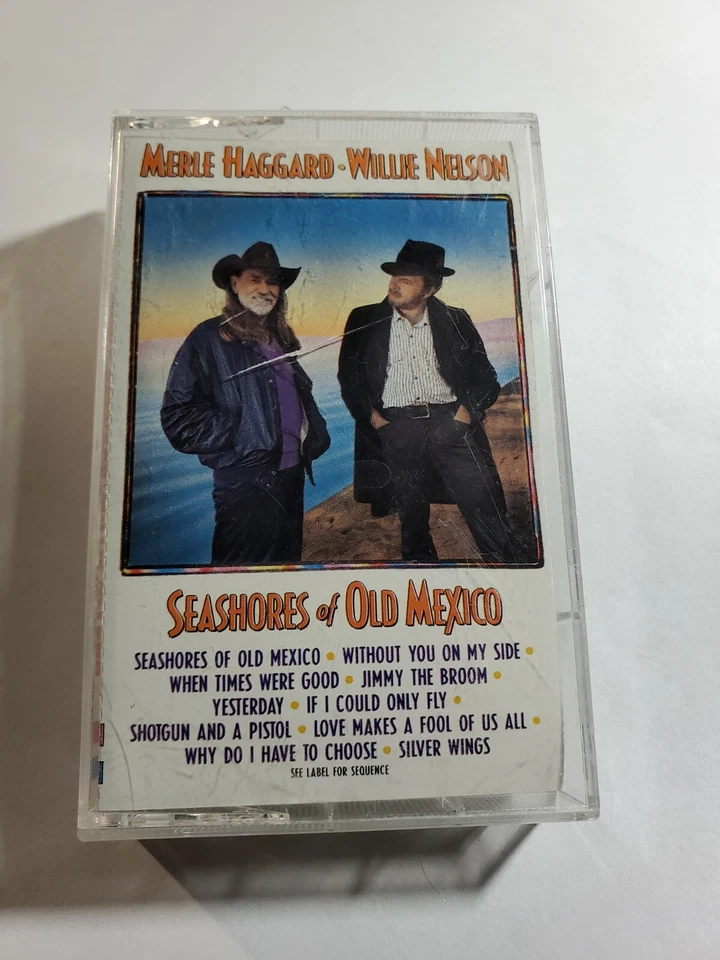 MERLE HAGGARD • WILLIE NELSON
SEASHORES of OLD MEXICO
SEASHORES OF OLD MEXICO • WITHOUT YOU ON MY SIDE •
WHEN TIMES WERE GOOD • JIMMY THE BROOM •
YESTERDAY • IF I COULD ONLY FLY •
SHOTGUN AND A PISTOL • LOVE MAKES A FOOL OF US ALL •
WHY DO I HAVE TO CHOOSE • SILVER WINGS
SEE LABEL FOR SEQUENCE